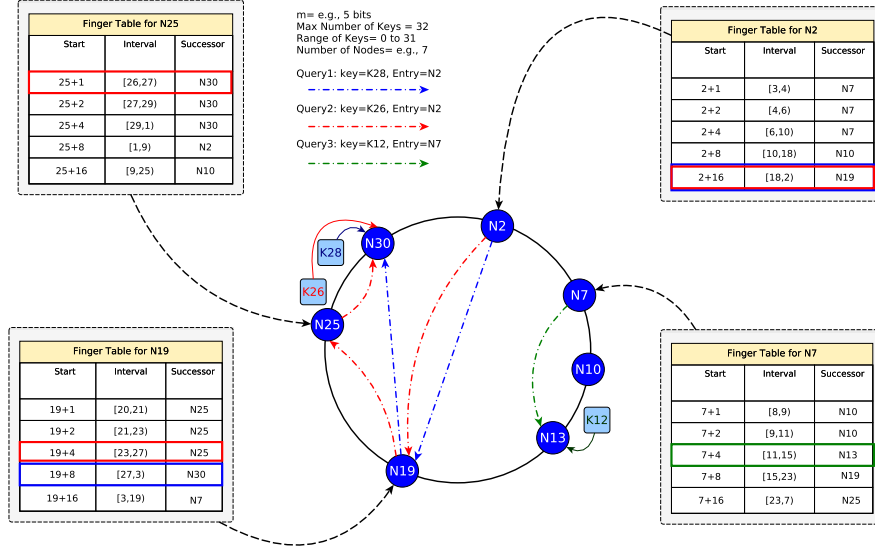 m= e.g., 5 bits
Max Number of Keys = 32
Range of Keys= 0 to 31
Number of Nodes= e.g., 7
Query1: key=K28, Entry=N2
Query2: key=K26, Entry=N2
Query3: key=K12, Entry=N7
Finger Table for N25
Start Interval Successor
25+1 [26,27) N30
25+2 [27,29) N30
25+4 [29,1) N30
25+8 [1,9) N2
25+16 [9,25) N10
Finger Table for N2
Start Interval Successor
2+1 [3,4) N7
2+2 [4,6) N7
2+4 [6,10) N7
2+8 [10,18) N10
2+16 [18,2) N19
N2
N30
K28
K26
N25
N7
N10
K12
N13
N19
Finger Table for N19
Start Interval Successor
19+1 [20,21) N25
19+2 [21,23) N25
19+4 [23,27) N25
19+8 [27,3) N30
19+16 [3,19) N7
Finger Table for N7
Start Interval Successor
7+1 [8,9) N10
7+2 [9,11) N10
7+4 [11,15) N13
7+8 [15,23) N19
7+16 [23,7) N25